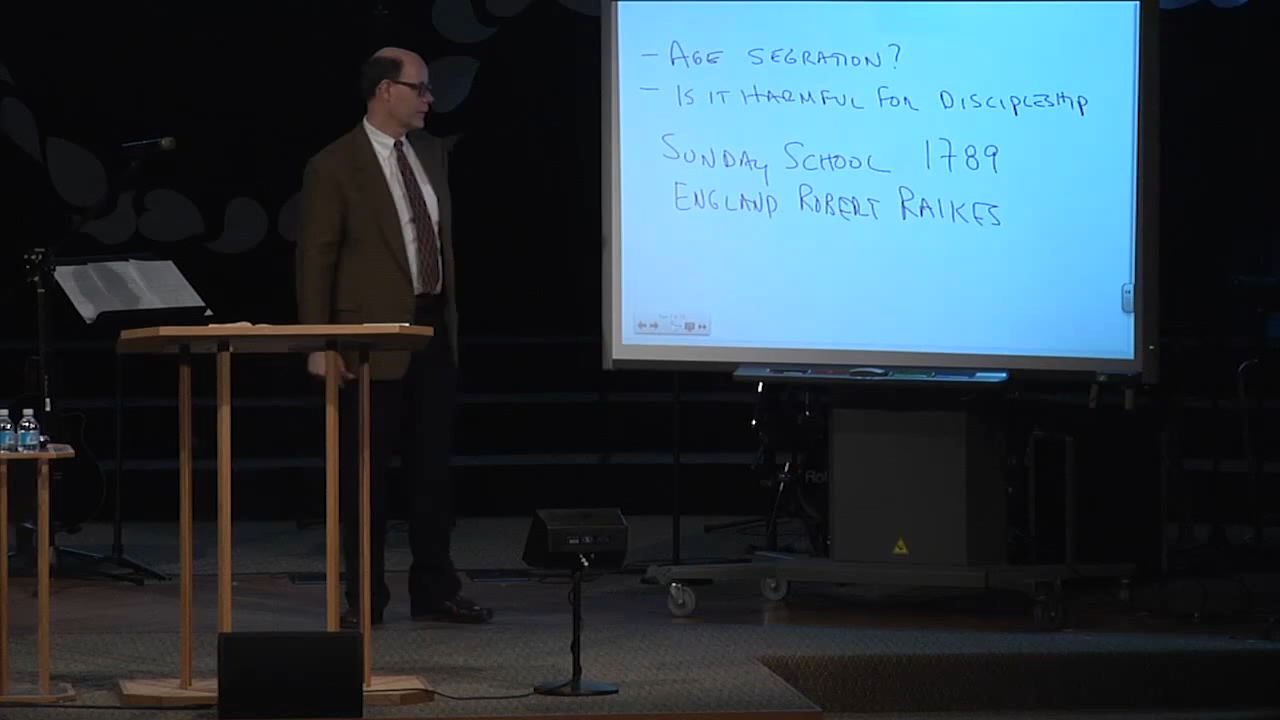 - AGE SEGRATION?
- IS IT HARMFUL FOR DISCIPLESHIP
SUNDAY SCHOOL 1789
ENGLAND ROBERT RAIKES